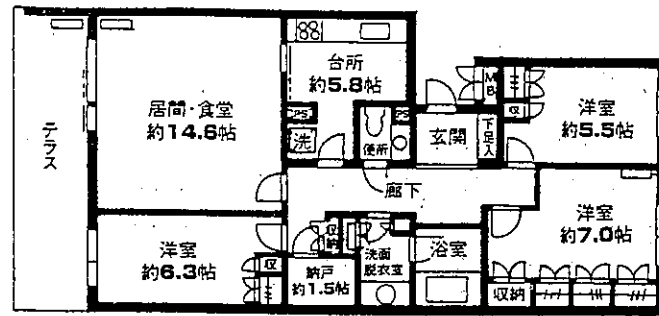 テラス
居間・食堂
約14.6帖
台所
約5.8帖
PS
洗
便所
PS
玄関
下足入
MB
収
洋室
約5.5帖
廊下
洋室
約7.0帖
収納
洋室
約6.3帖
収
収納
納戸
約1.5帖
洗面
脱衣室
浴室